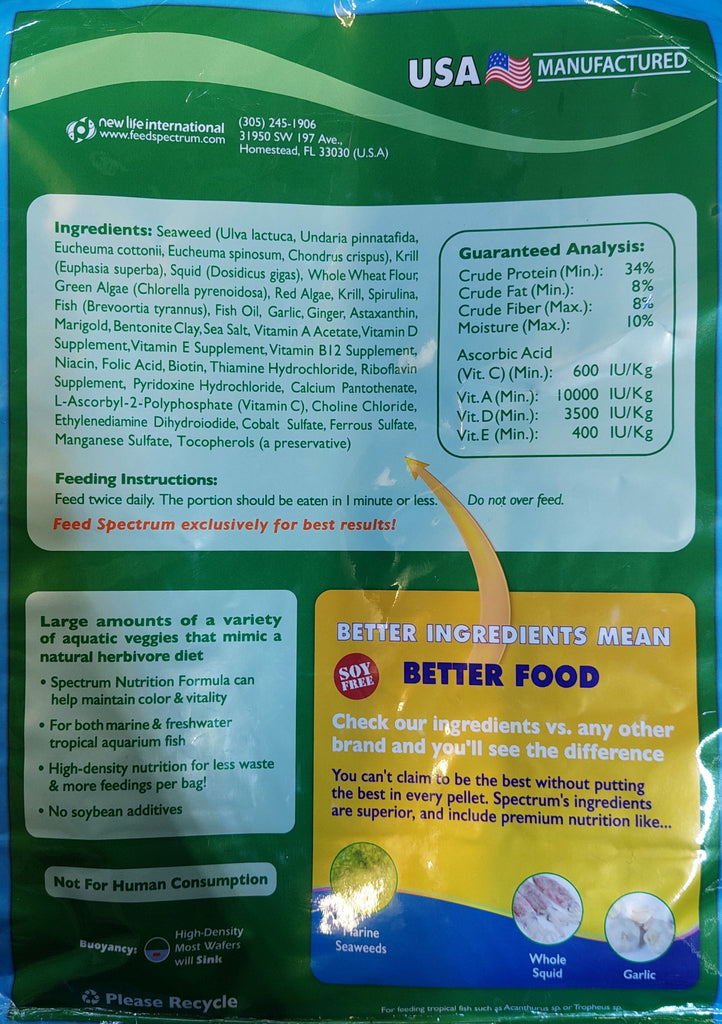 USA MANUFACTURED
new life international
www.feedspectrum.com
(305) 245-1906
31950 SW 197 Ave.,
Homestead, FL 33030 (U.S.A)
Ingredients: Seaweed (Ulva lactuca, Undaria pinnatafida,
Eucheuma cottonii, Eucheuma spinosum, Chondrus crispus), Krill
(Euphasia superba), Squid (Dosidicus gigas), Whole Wheat Flour,
Green Algae (Chlorella pyrenoidosa), Red Algae, Krill, Spirulina,
Fish (Brevoortia tyrannus), Fish Oil, Garlic, Ginger, Astaxanthin,
Marigold, Bentonite Clay, Sea Salt, Vitamin A Acetate, Vitamin D
Supplement, Vitamin E Supplement, Vitamin B12 Supplement,
Niacin, Folic Acid, Biotin, Thiamine Hydrochloride, Riboflavin
Supplement, Pyridoxine Hydrochloride, Calcium Pantothenate,
L-Ascorbyl-2-Polyphosphate (Vitamin C), Choline Chloride,
Ethylenediamine Dihydroiodide, Cobalt Sulfate, Ferrous Sulfate,
Manganese Sulfate, Tocopherols (a preservative)
Guaranteed Analysis:
Crude Protein (Min.): 34%
Crude Fat (Min.): 8%
Crude Fiber (Max.): 8%
Moisture (Max.): 10%
Ascorbic Acid
(Vit. C) (Min.): 600 IU/Kg
Vit. A (Min.): 10000 IU/Kg
Vit. D (Min.): 3500 IU/Kg
Vit. E (Min.): 400 IU/Kg
Feeding Instructions:
Feed twice daily. The portion should be eaten in 1 minute or less. Do not over feed.
Feed Spectrum exclusively for best results!
Large amounts of a variety
of aquatic veggies that mimic a
natural herbivore diet
• Spectrum Nutrition Formula can
help maintain color & vitality
• For both marine & freshwater
tropical aquarium fish
• High-density nutrition for less waste
& more feedings per bag!
• No soybean additives
Not For Human Consumption
Buoyancy:
High-Density
Most Wafers
will Sink
Please Recycle
BETTER INGREDIENTS MEAN
SOY
FREE
BETTER FOOD
Check our ingredients vs. any other
brand and you'll see the difference
You can't claim to be the best without putting
the best in every pellet. Spectrum's ingredients
are superior, and include premium nutrition like...
Marine
Seaweeds
Whole
Squid
Garlic
For feeding tropical fish such as Acanthurus sp. or Tropheus sp.